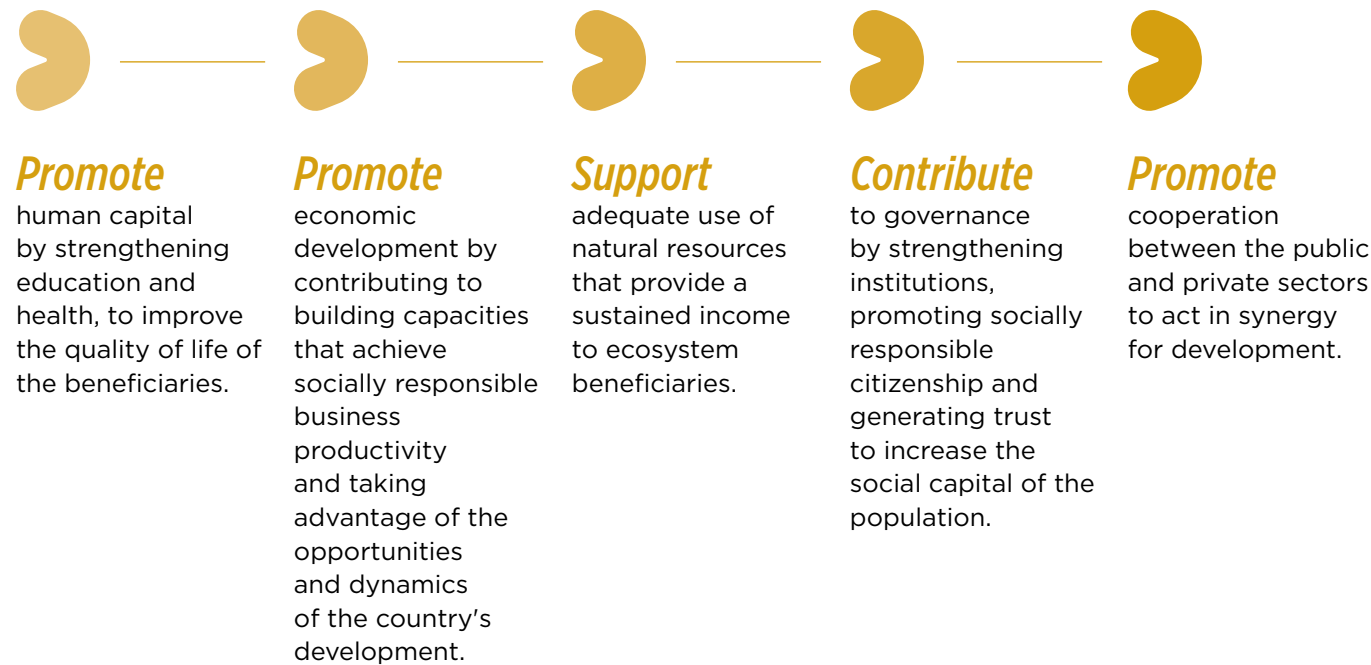 Promote
human capital
by strengthening
education and
health, to improve
the quality of life of
the beneficiaries.
Promote
economic
development by
contributing to
building capacities
that achieve
socially responsible
business
productivity
and taking
advantage of the
opportunities
and dynamics
of the country's
development.
Support
adequate use of
natural resources
that provide a
sustained income
to ecosystem
beneficiaries.
Contribute
to governance
by strengthening
institutions,
promoting socially
responsible
citizenship and
generating trust
to increase the
social capital of the
population.
Promote
cooperation
between the public
and private sectors
to act in synergy
for development.